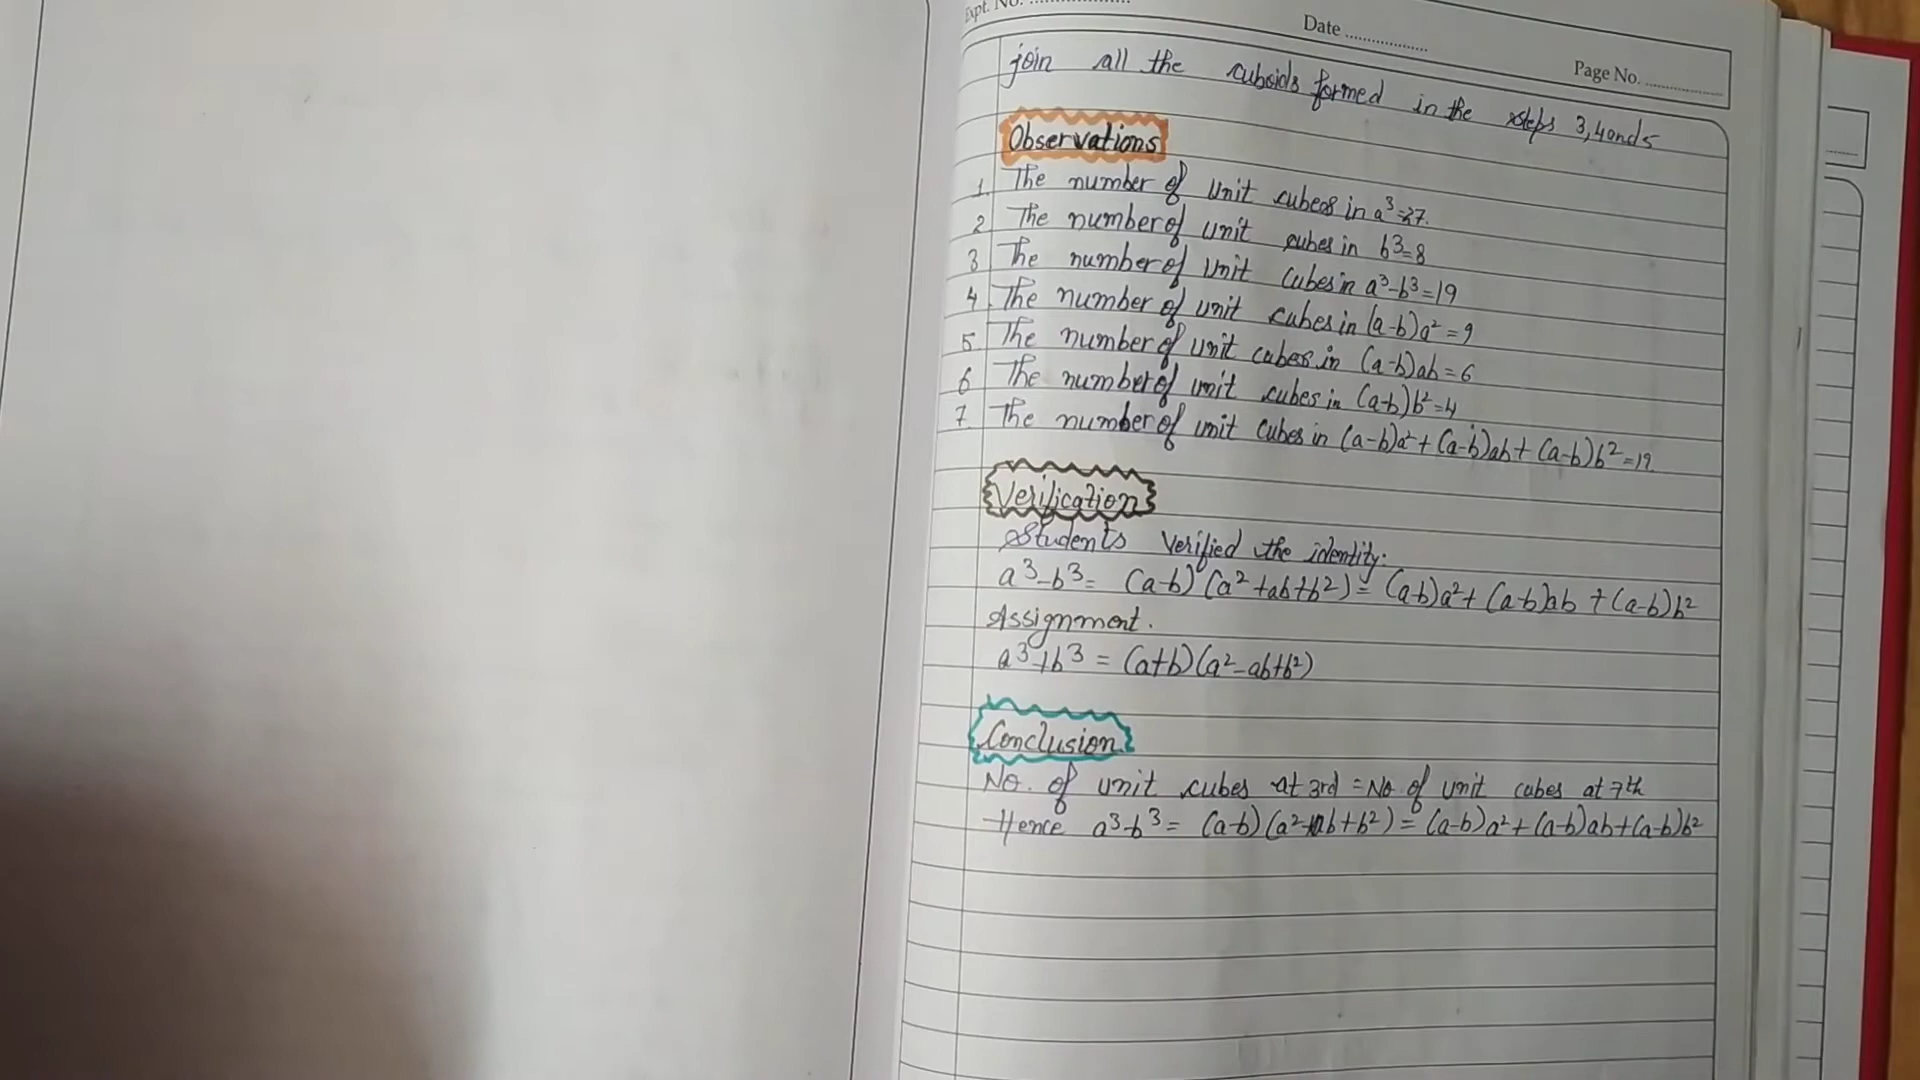 Expt. No. ..................
Date ..................
Page No. ..................
join all the cuboids formed in the steps 3,4 and 5
Observations
1. The number of unit cubes in a³=27.
2 The number of unit cubes in b³=8
3 The number of unit cubes in a³-b³=19
4. The number of unit cubes in (a-b)a² = 9
5. The number of unit cubes in (a-b)ab = 6
6 The number of unit cubes in (a-b)b²=4
7. The number of unit cubes in (a-b)a²+(a-b)ab+(a-b)b²=19.
Verification
Students verified the identity.
a³-b³= (a-b)(a²+ab+b²)= (a-b)a²+(a-b)ab+(a-b)b²
Assignment.
a³+b³ = (a+b)(a²-ab+b²)
Conclusion
No. of unit cubes at 3rd = No of unit cubes at 7th
Hence a³-b³= (a-b)(a²+ab+b²)=(a-b)a²+(a-b)ab+(a-b)b²